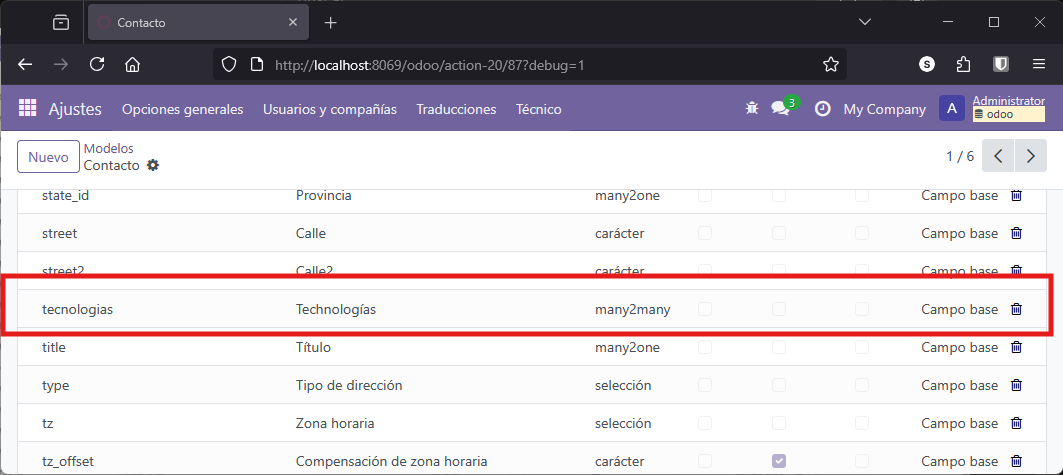 Contacto
http://localhost:8069/odoo/action-20/87?debug=1
S
Ajustes Opciones generales Usuarios y compañías Traducciones Técnico 3 My Company A Administrator
odoo
Nuevo Modelos
Contacto 1 / 6
state_id Provincia many2one Campo base
street Calle carácter Campo base
street2 Calle2 carácter Campo base
tecnologias Technologías many2many Campo base
title Título many2one Campo base
type Tipo de dirección selección Campo base
tz Zona horaria selección Campo base
tz_offset Compensación de zona horaria carácter Campo base